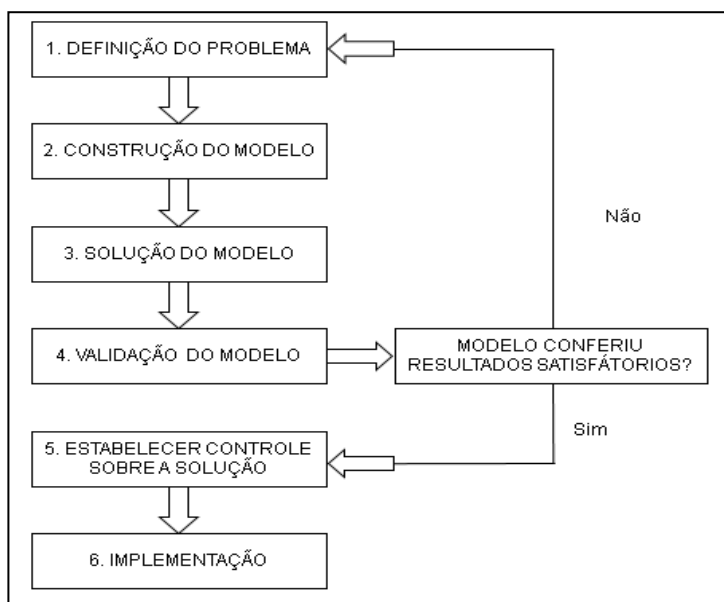 1. DEFINIÇÃO DO PROBLEMA
2. CONSTRUÇÃO DO MODELO
Não
3. SOLUÇÃO DO MODELO
4. VALIDAÇÃO DO MODELO
MODELO CONFERIU
RESULTADOS SATISFÁTORIOS?
Sim
5. ESTABELECER CONTROLE
SOBRE A SOLUÇÃO
6. IMPLEMENTAÇÃO